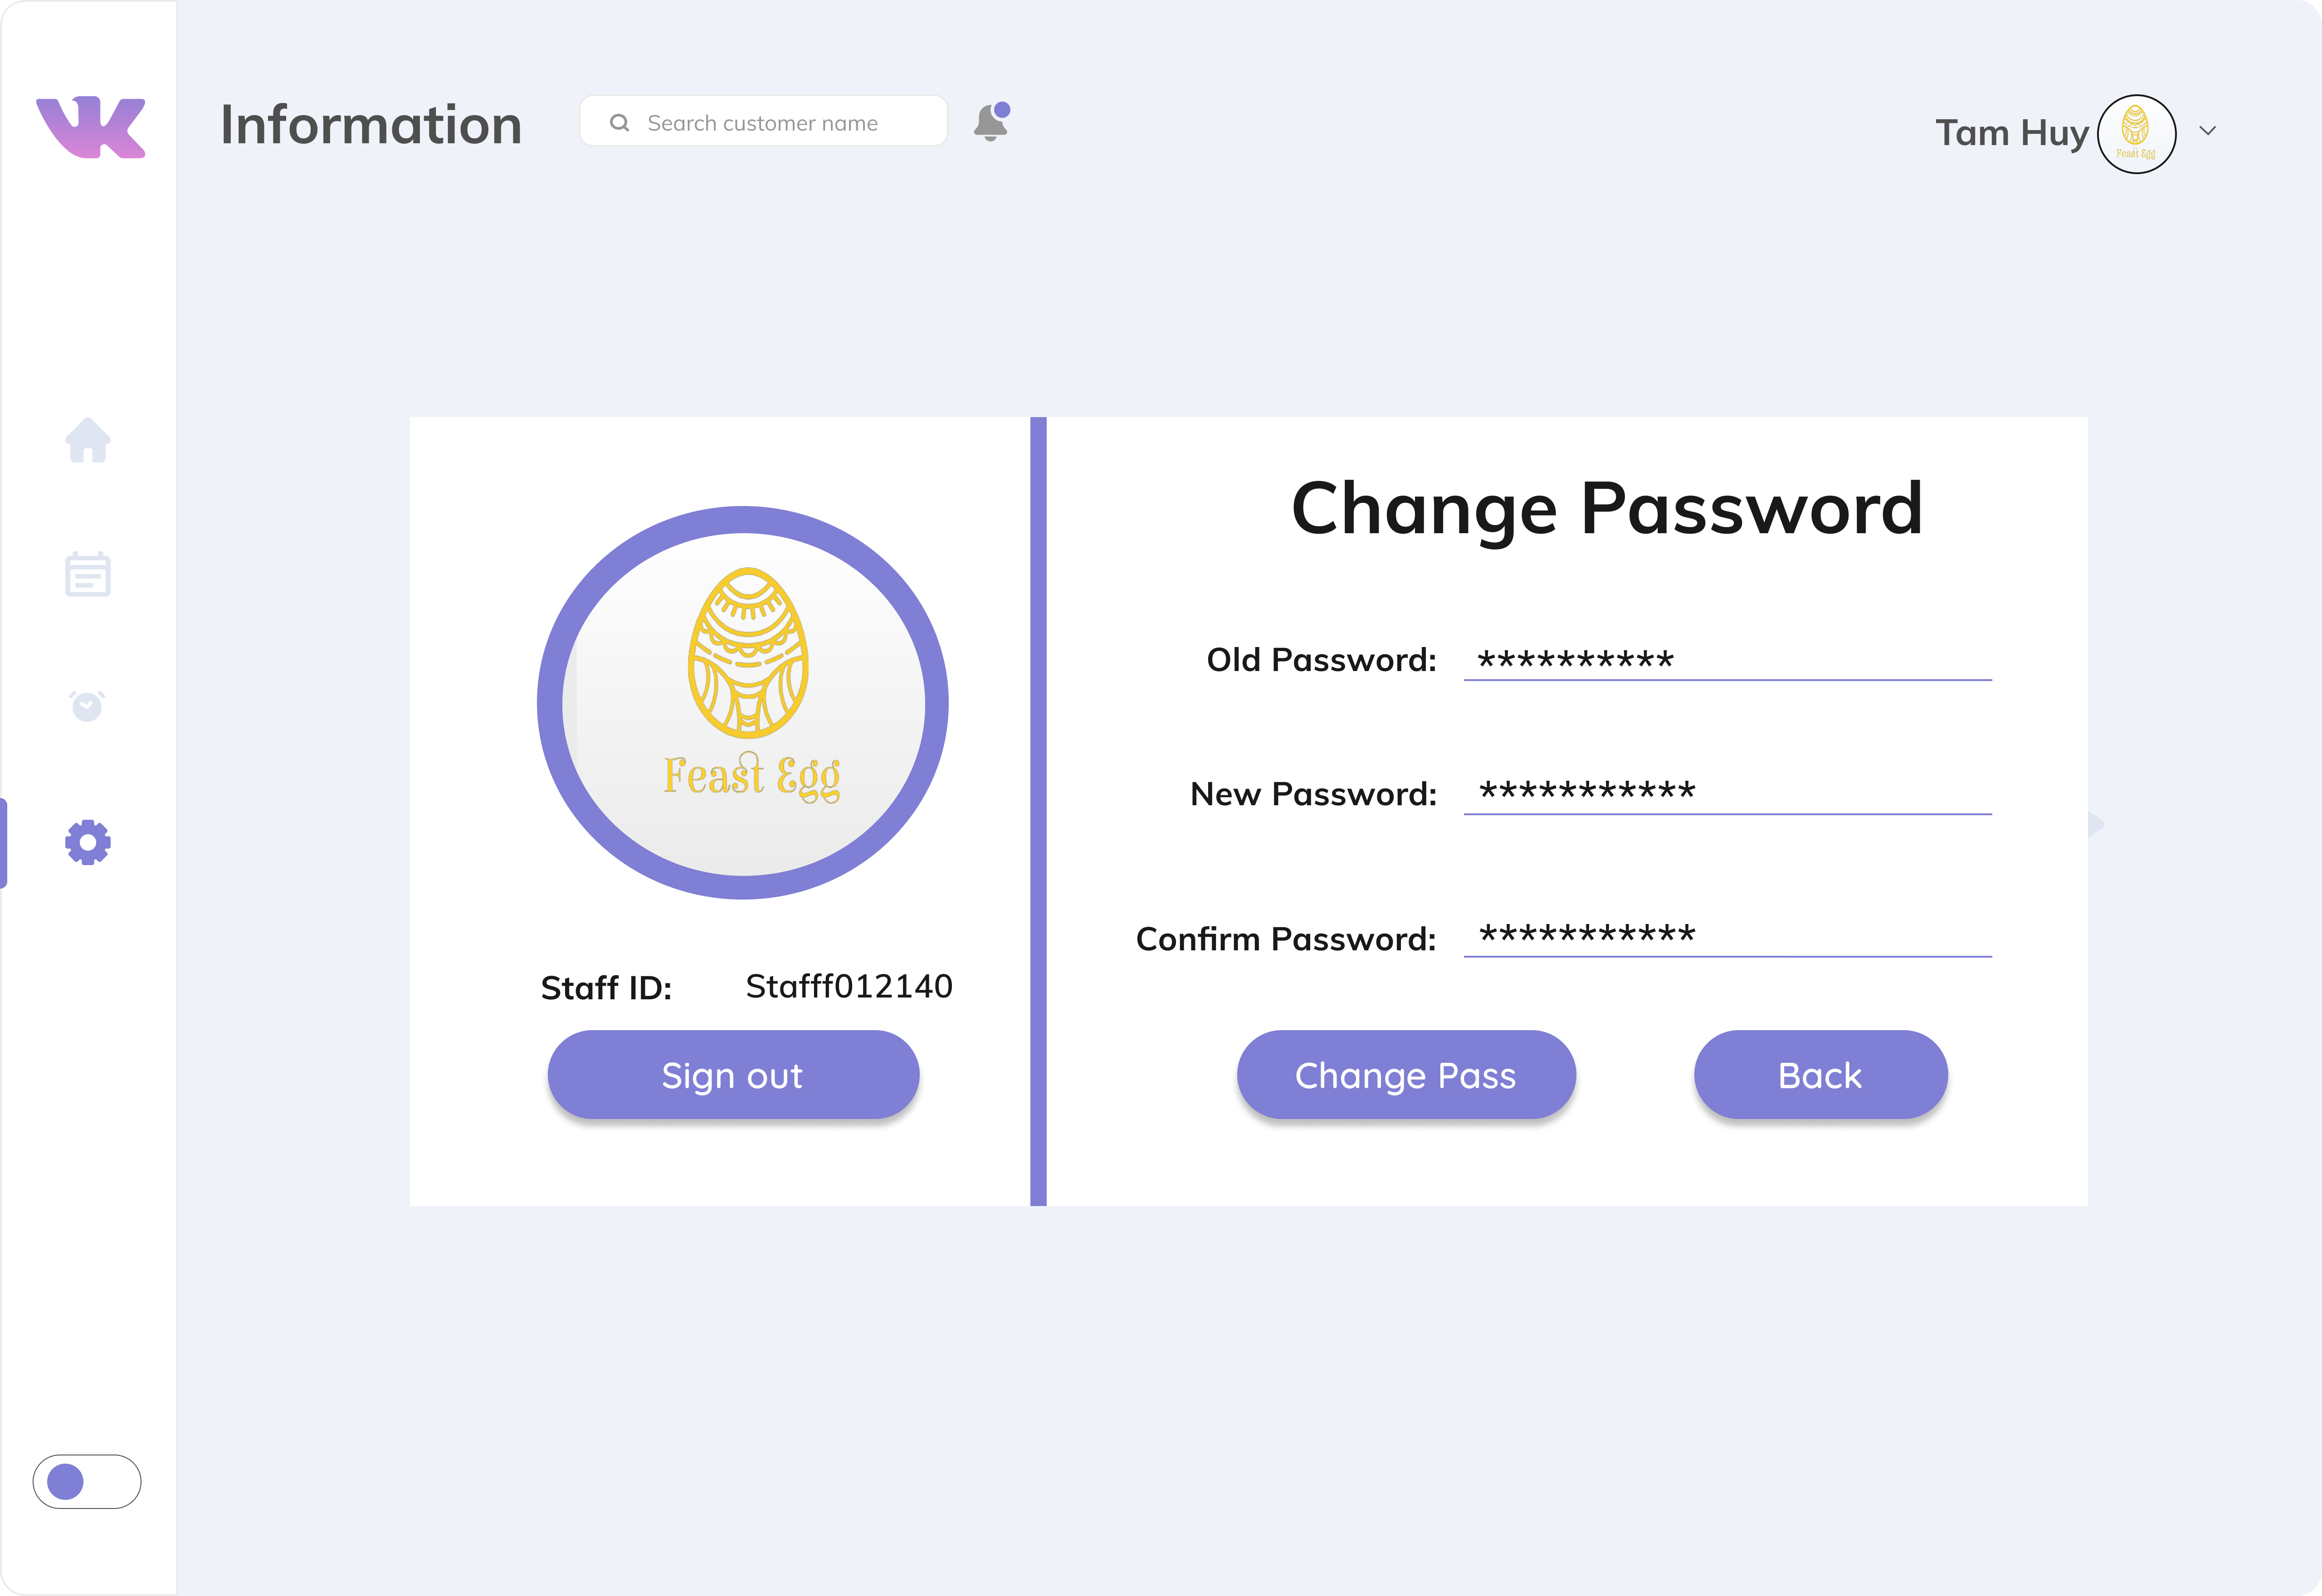 Information
Search customer name
Tam Huy
Feast Egg
Feast Egg
Staff ID: Stafff012140
Sign out
Change Password
Old Password: **********
New Password: ***********
Confirm Password: ***********
Change Pass
Back